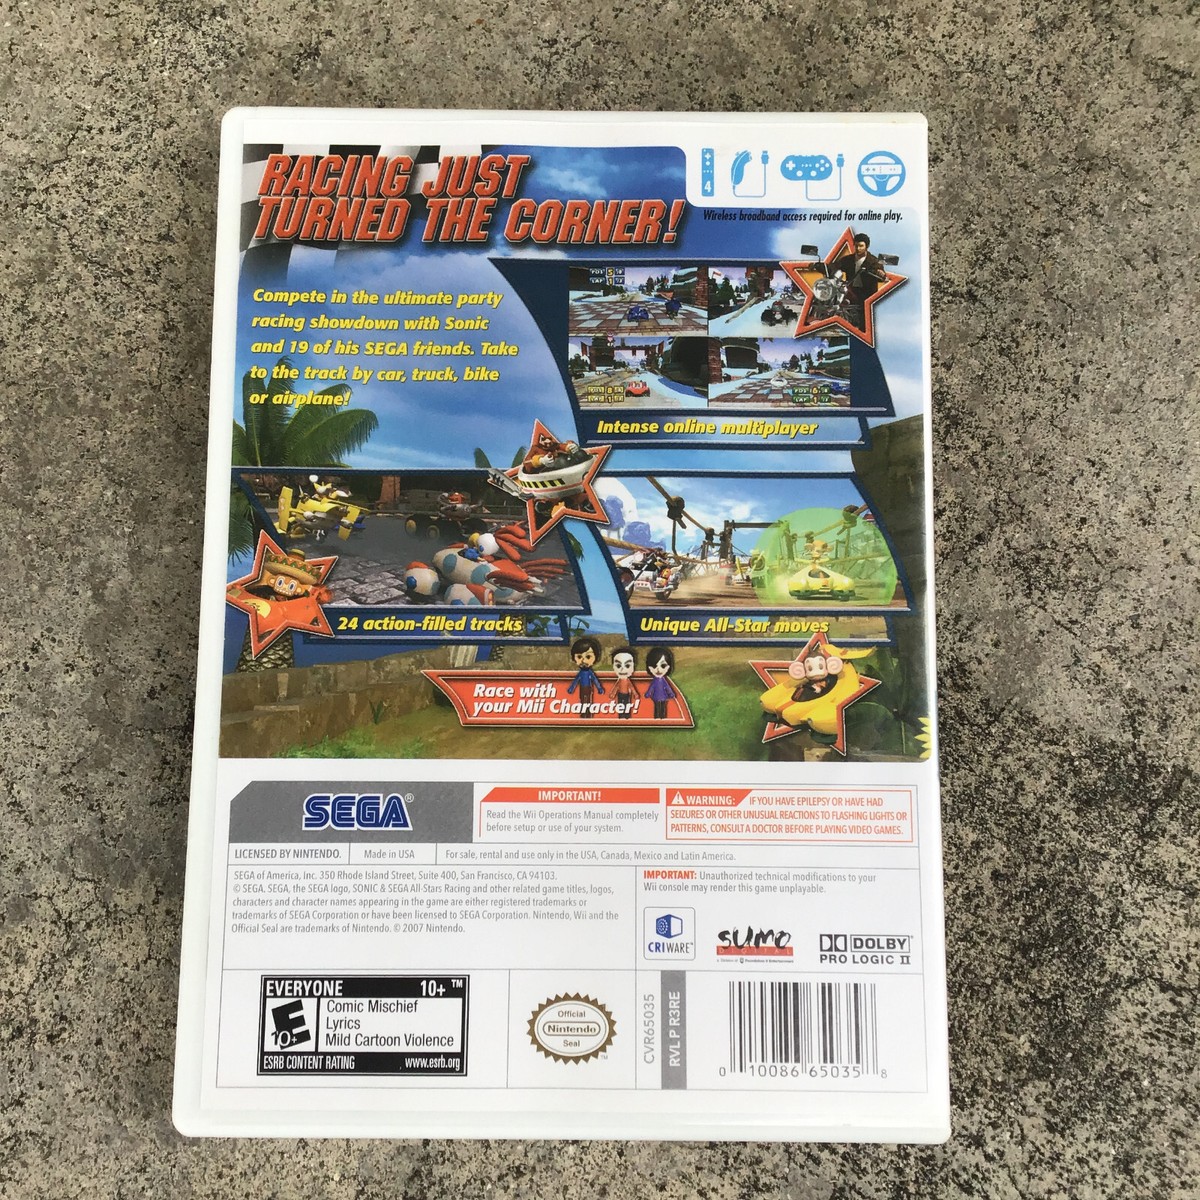 RACING JUST
TURNED THE CORNER!
4
Wireless broadband access required for online play.
Compete in the ultimate party
racing showdown with Sonic
and 19 of his SEGA friends. Take
to the track by car, truck, bike
or airplane!
Intense online multiplayer
24 action-filled tracks
Unique All-Star moves
Race with
your Mii Character!
SEGA®
IMPORTANT!
Read the Wii Operations Manual completely
before setup or use of your system.
WARNING: IF YOU HAVE EPILEPSY OR HAVE HAD
SEIZURES OR OTHER UNUSUAL REACTIONS TO FLASHING LIGHTS OR
PATTERNS, CONSULT A DOCTOR BEFORE PLAYING VIDEO GAMES.
LICENSED BY NINTENDO.
Made in USA
For sale, rental and use only in the USA, Canada, Mexico and Latin America.
SEGA of America, Inc. 350 Rhode Island Street, Suite 400, San Francisco, CA 94103.
© SEGA. SEGA, the SEGA logo, SONIC & SEGA All-Stars Racing and other related game titles, logos,
characters and character names appearing in the game are either registered trademarks or
trademarks of SEGA Corporation or have been licensed to SEGA Corporation. Nintendo, Wii and the
Official Seal are trademarks of Nintendo. © 2007 Nintendo.
IMPORTANT: Unauthorized technical modifications to your
Wii console may render this game unplayable.
CRIWARE™
SUMO
DIGITAL
DOLBY®
PRO LOGIC II
EVERYONE 10+ ™
E
10+
Comic Mischief
Lyrics
Mild Cartoon Violence
ESRB CONTENT RATING www.esrb.org
Official
Nintendo
Seal
™
CVR65035
RVL P R3RE
0 10086 65035 8